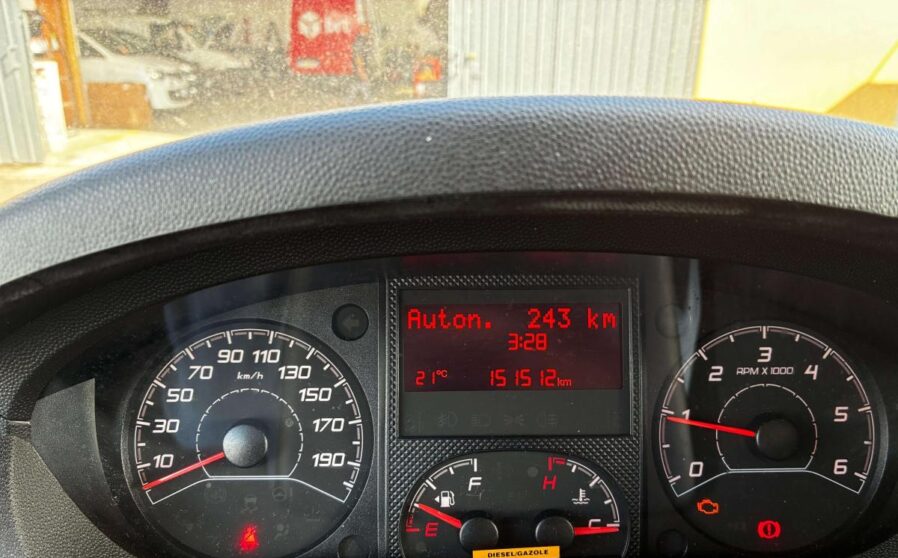 Auton. 243 km
3:28
21°C 151512km
10 30 50 70 90 110 130 150 170 190
km/h
0 1 2 3 4 5 6
RPM X 1000
F
E
H
C
DIESEL/GAZOLE